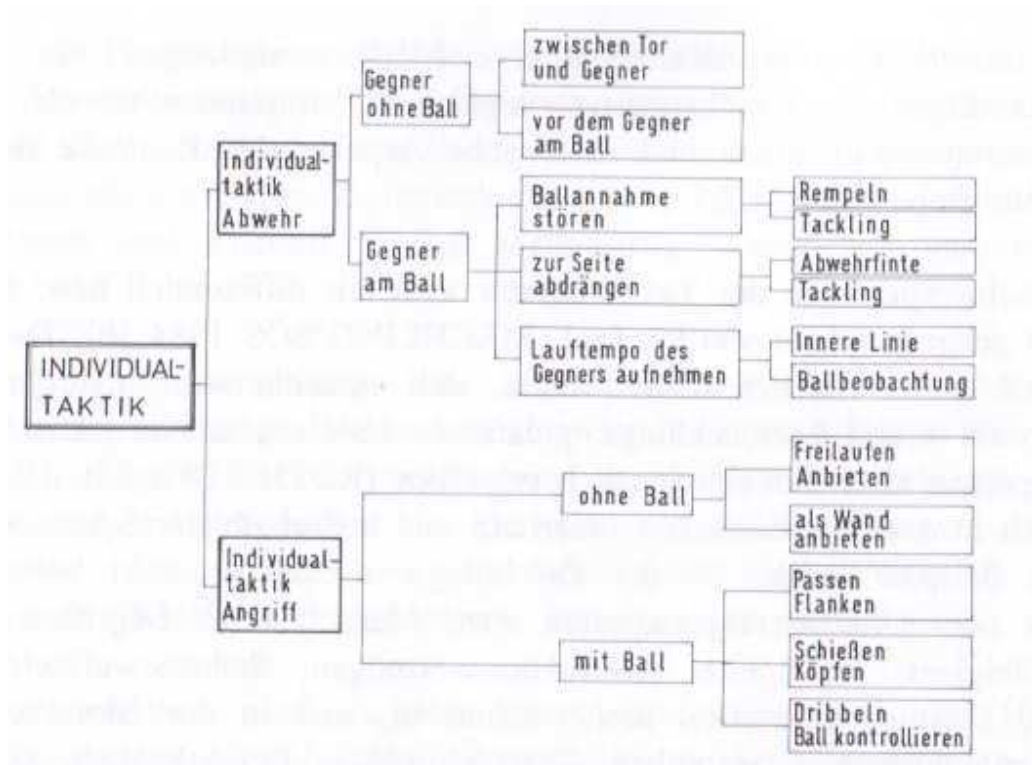 INDIVIDUAL-
TAKTIK
Individual-
taktik
Abwehr
Gegner
ohne Ball
zwischen Tor
und Gegner
vor dem Gegner
am Ball
Gegner
am Ball
Ballannahme
stören
Rempeln
Tackling
zur Seite
abdrängen
Abwehrfinte
Tackling
Lauftempo des
Gegners aufnehmen
Innere Linie
Ballbeobachtung
Individual-
taktik
Angriff
ohne Ball
Freilaufen
Anbieten
als Wand
anbieten
mit Ball
Passen
Flanken
Schießen
Köpfen
Dribbeln
Ball kontrollieren